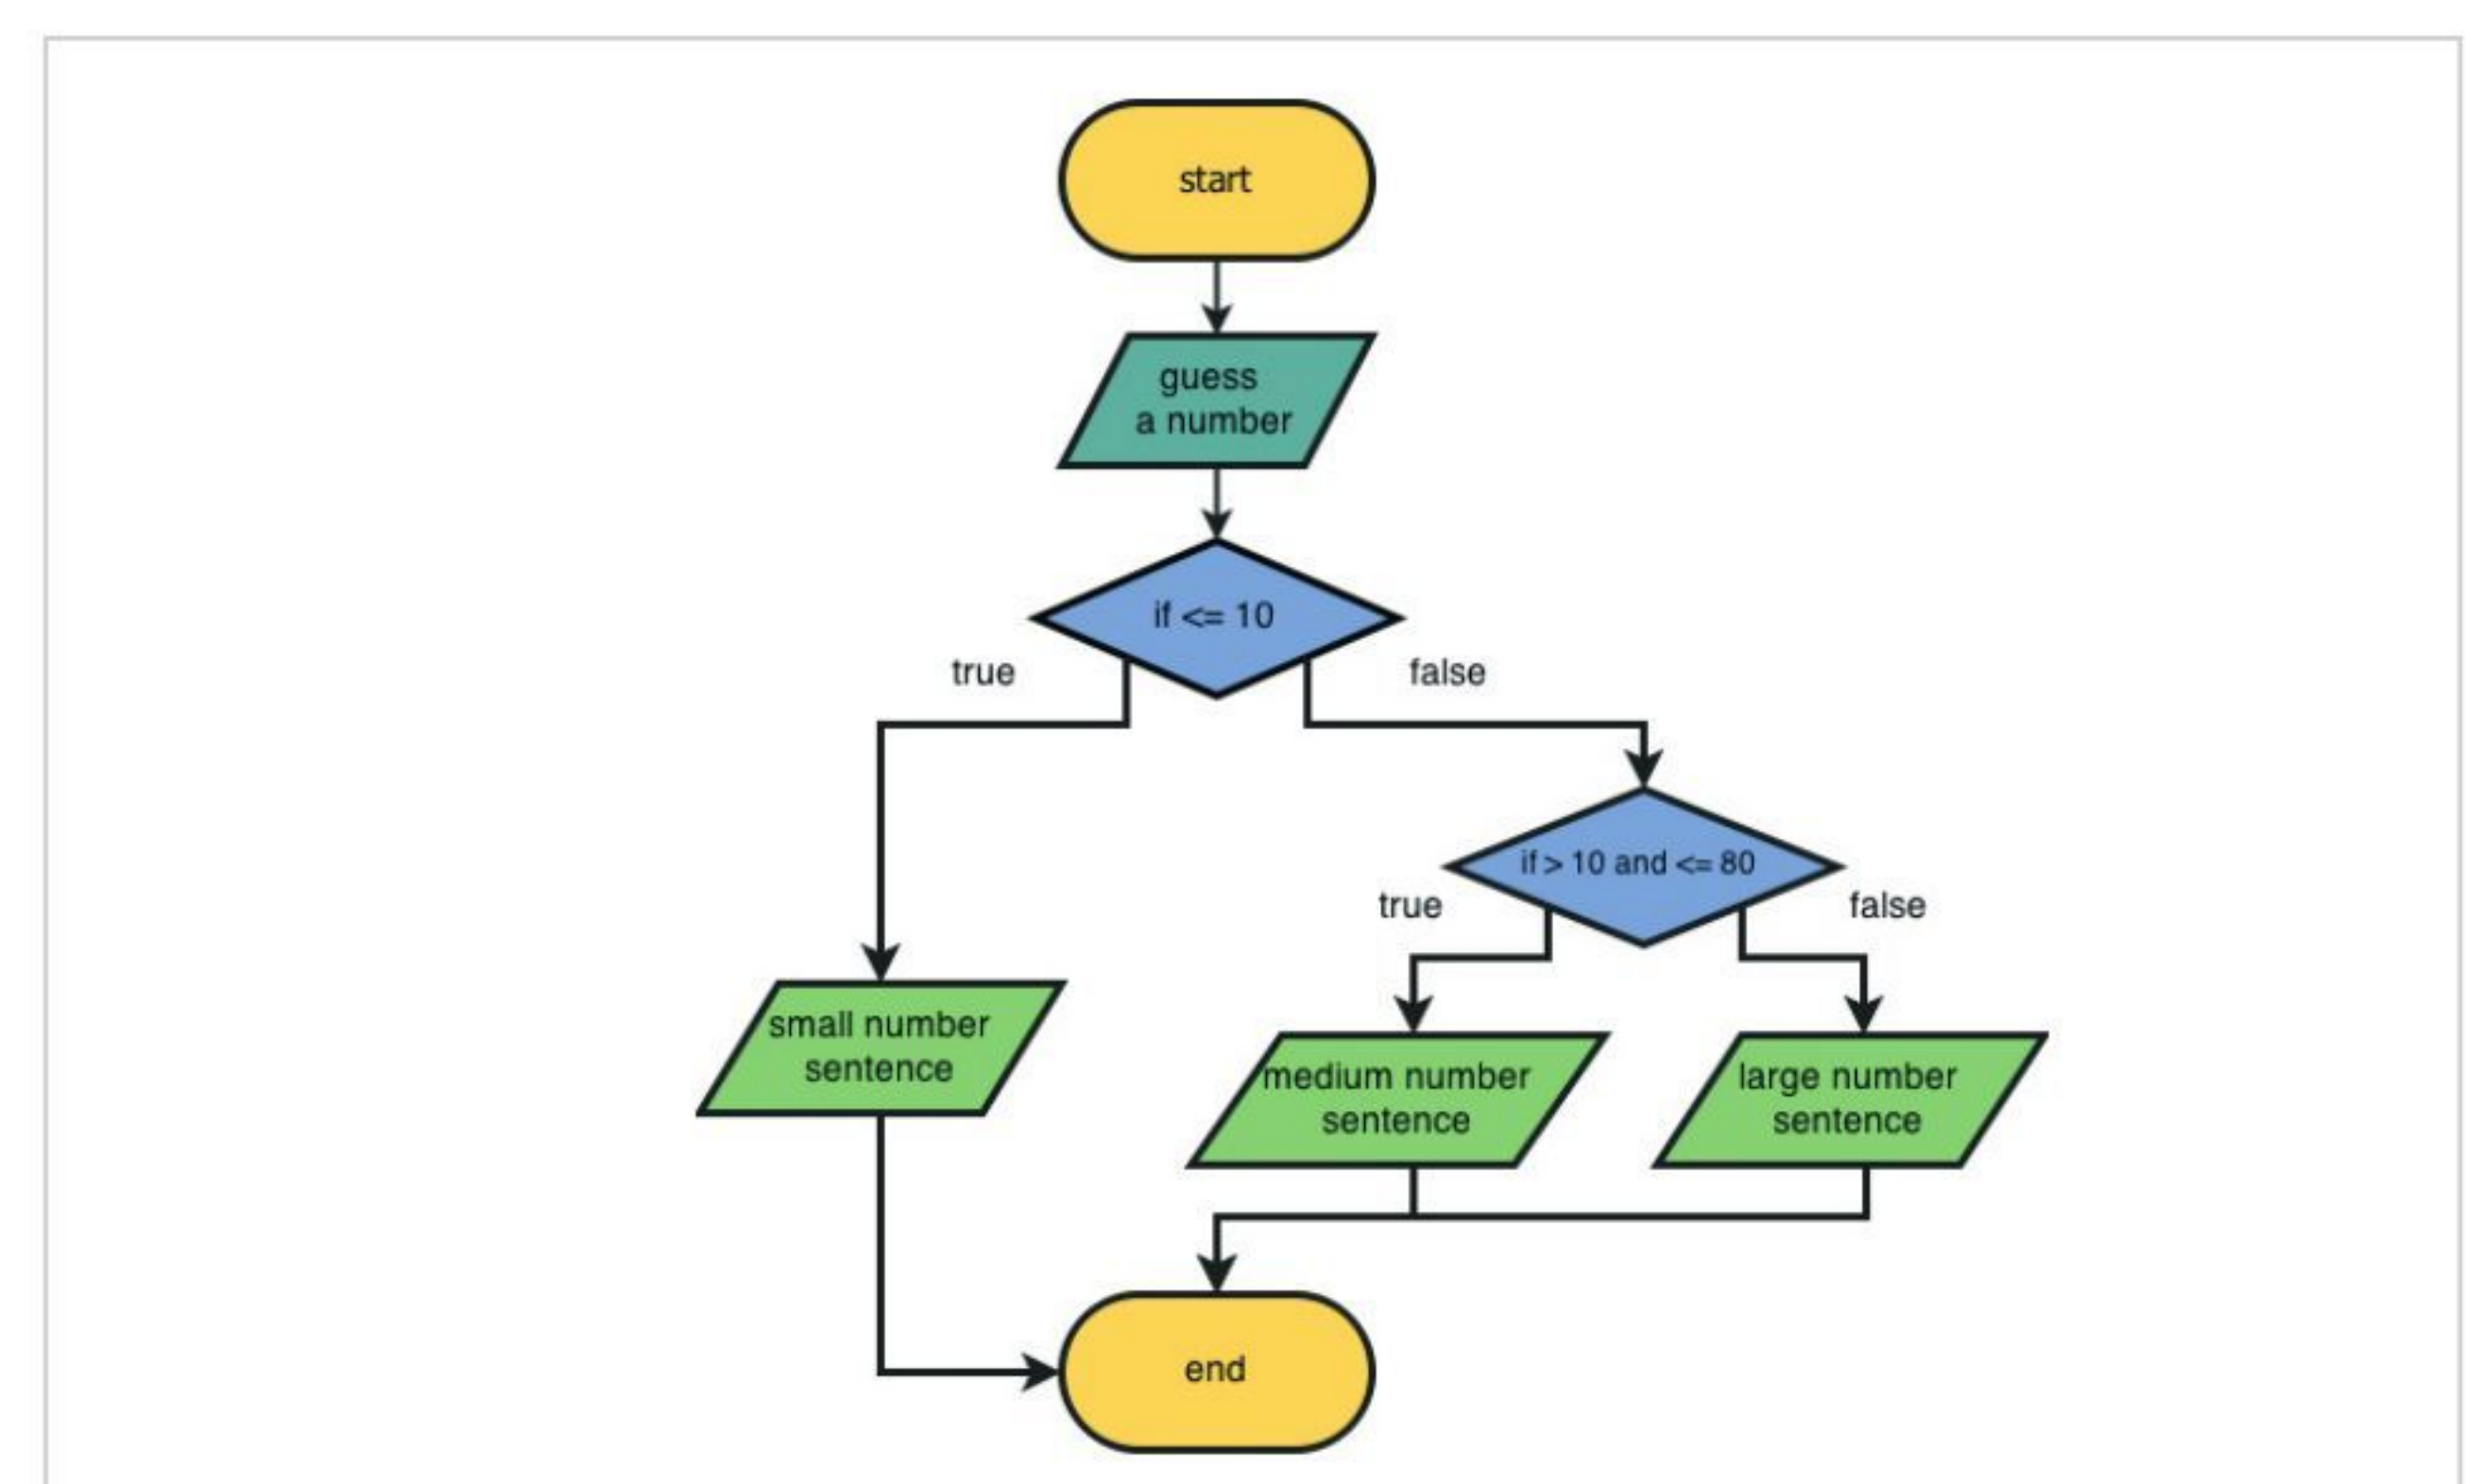 start
guess
a number
if <= 10
true
false
if > 10 and <= 80
true
false
small number
sentence
medium number
sentence
large number
sentence
end